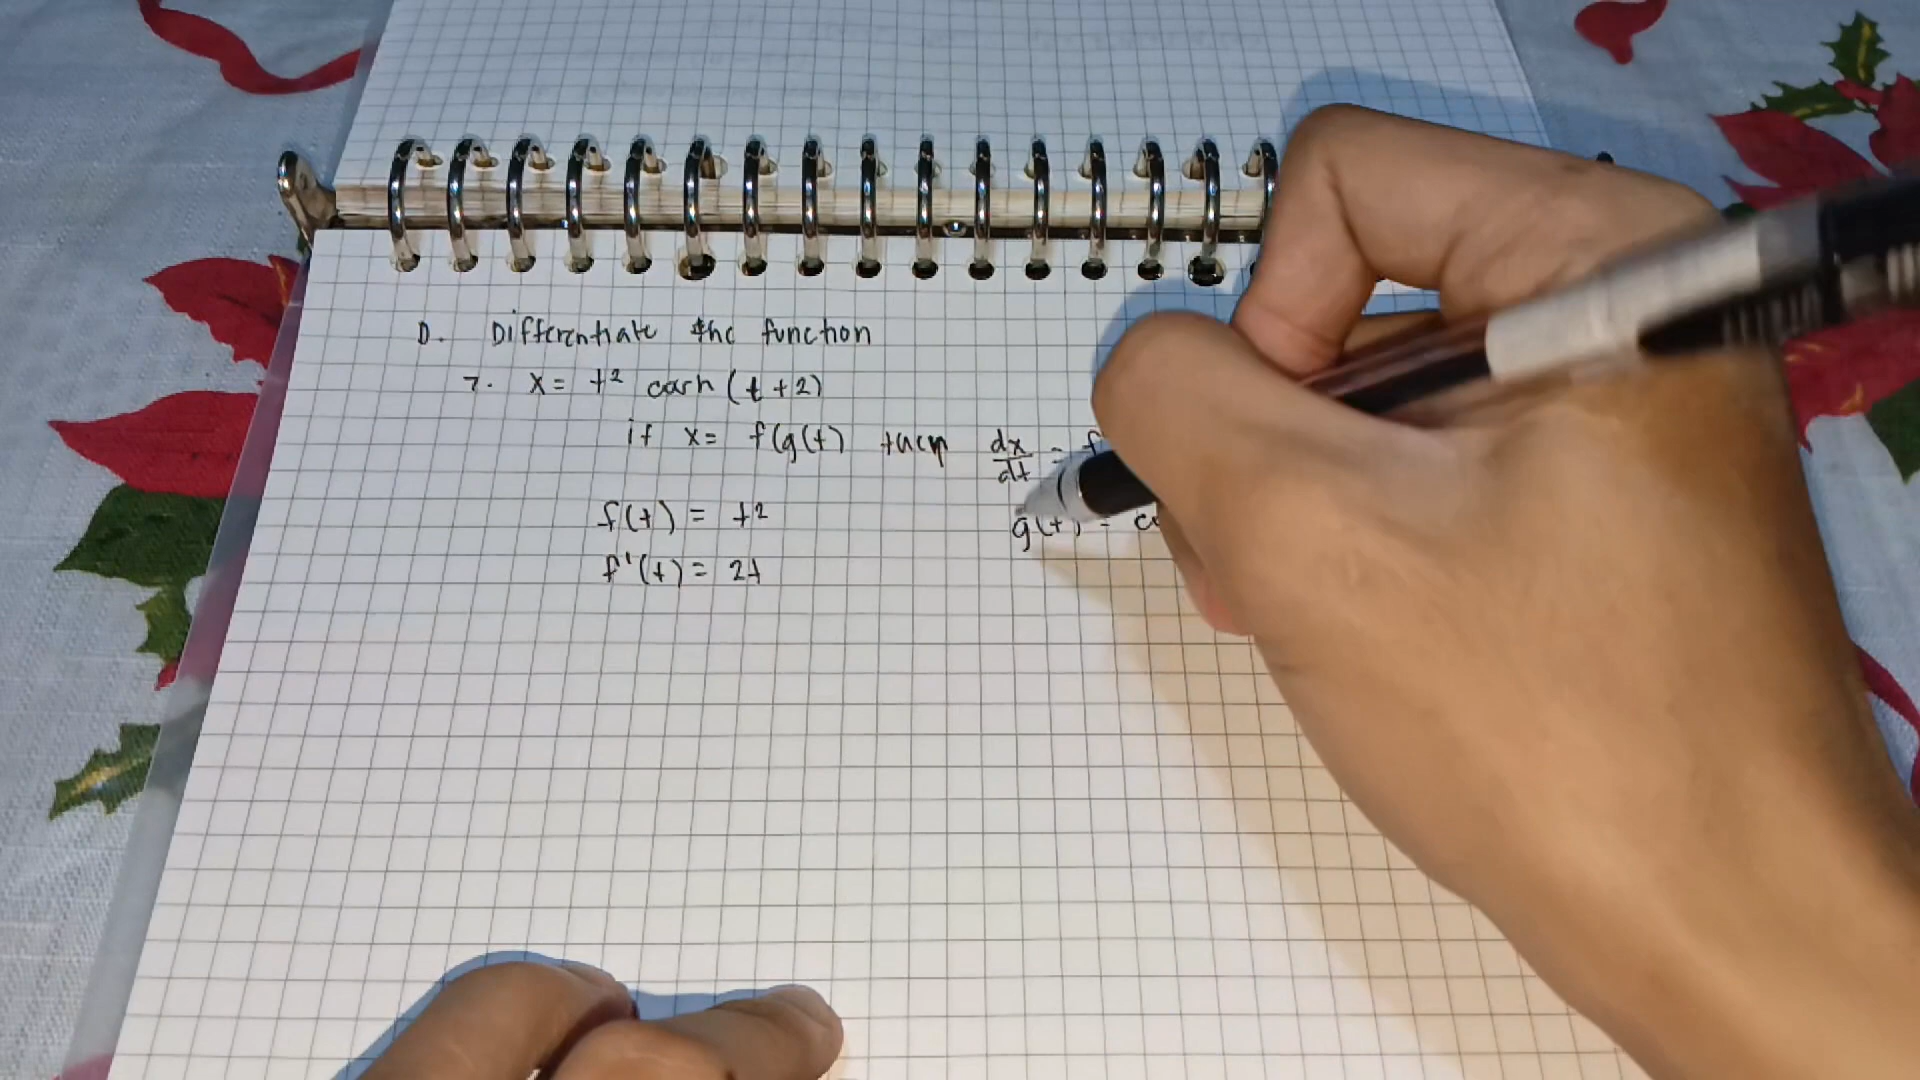 D. Differentiate the function
7. x = t² cosh (t + 2)
if x = f(g(t) then dx/dt = f
f(t) = t² g(t) =
f'(t) = 2t